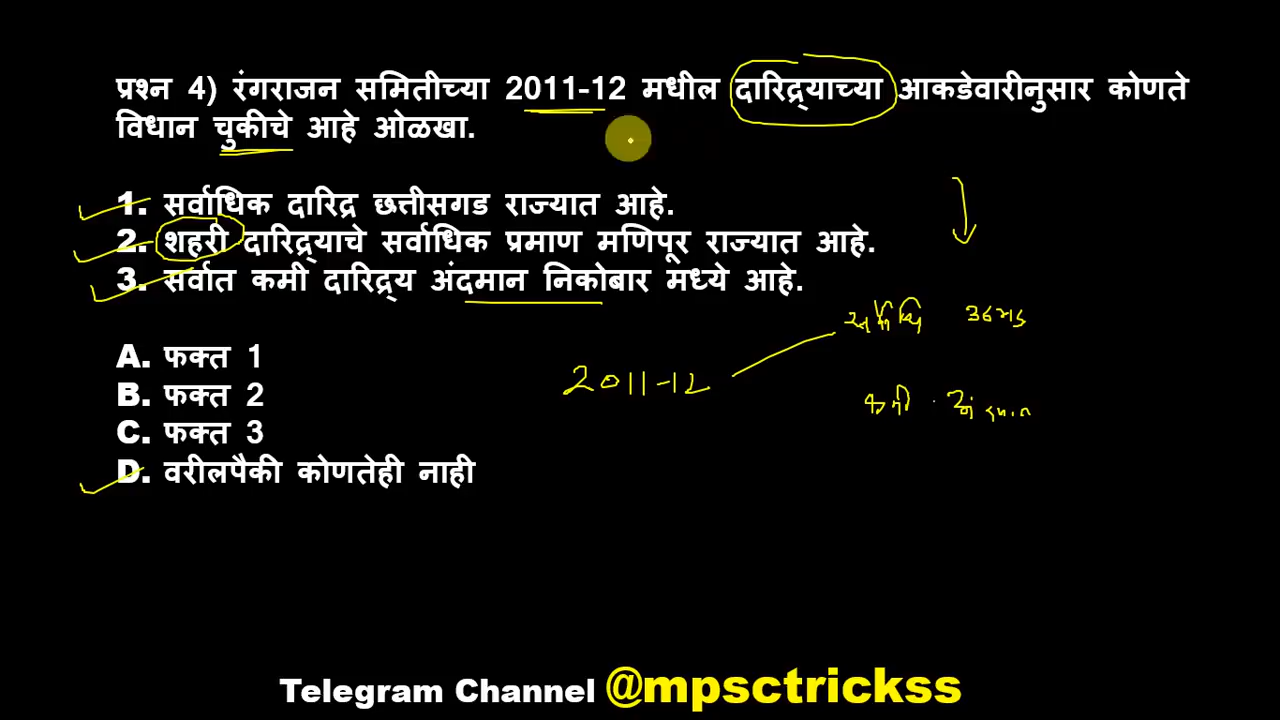 प्रश्न 4) रंगराजन समितीच्या 2011-12 मधील दारिद्र्याच्या आकडेवारीनुसार कोणते
विधान चुकीचे आहे ओळखा.
1. सर्वाधिक दारिद्र छत्तीसगड राज्यात आहे.
2. शहरी दारिद्र्याचे सर्वाधिक प्रमाण मणिपूर राज्यात आहे.
3. सर्वात कमी दारिद्र्य अंदमान निकोबार मध्ये आहे.
A. फक्त 1
B. फक्त 2
C. फक्त 3
D. वरीलपैकी कोणतेही नाही
2011-12
कमी
Telegram Channel @mpsctrickss